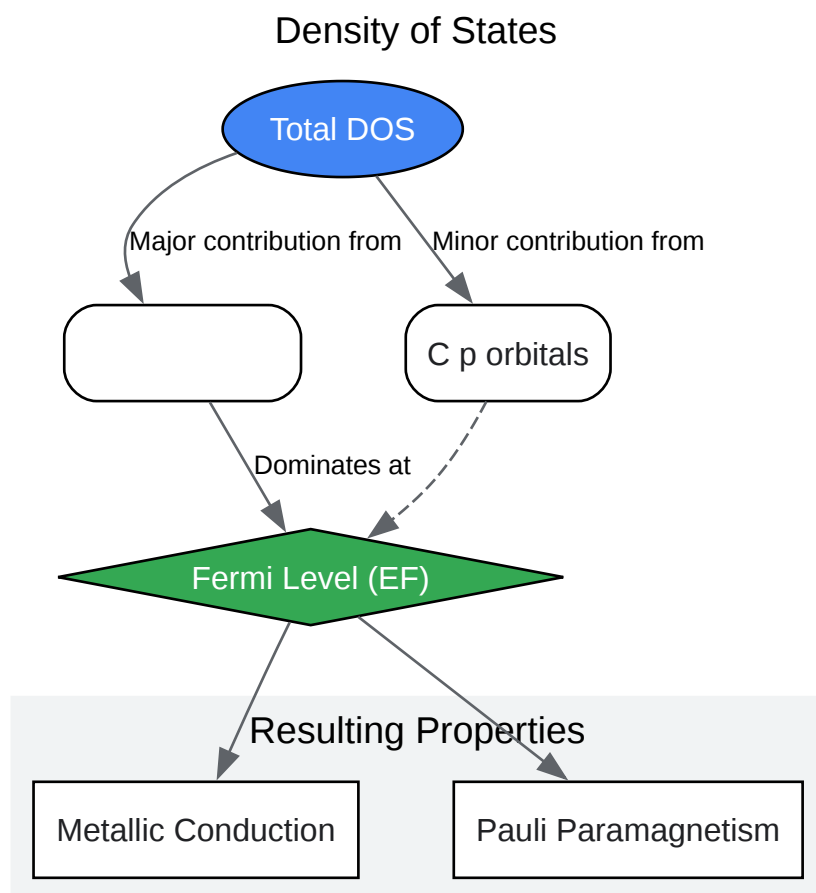 Density of States
Total DOS
Major contribution from
Minor contribution from
C p orbitals
Dominates at
Fermi Level (EF)
Resulting Properties
Metallic Conduction
Pauli Paramagnetism